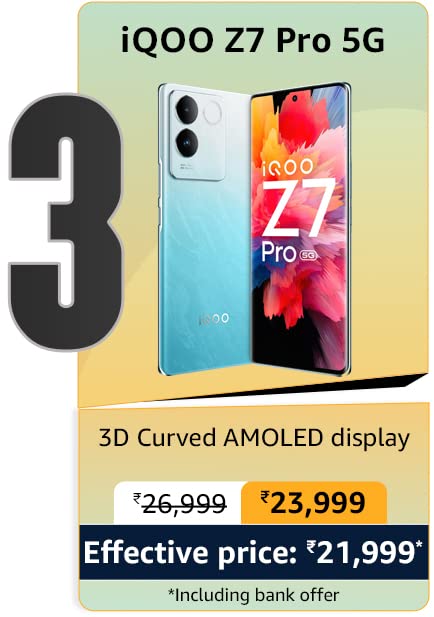 iQOO Z7 Pro 5G
3
iQOO
Z7
Pro 5G
iQOO
3D Curved AMOLED display
₹26,999 ₹23,999
Effective price: ₹21,999*
*Including bank offer